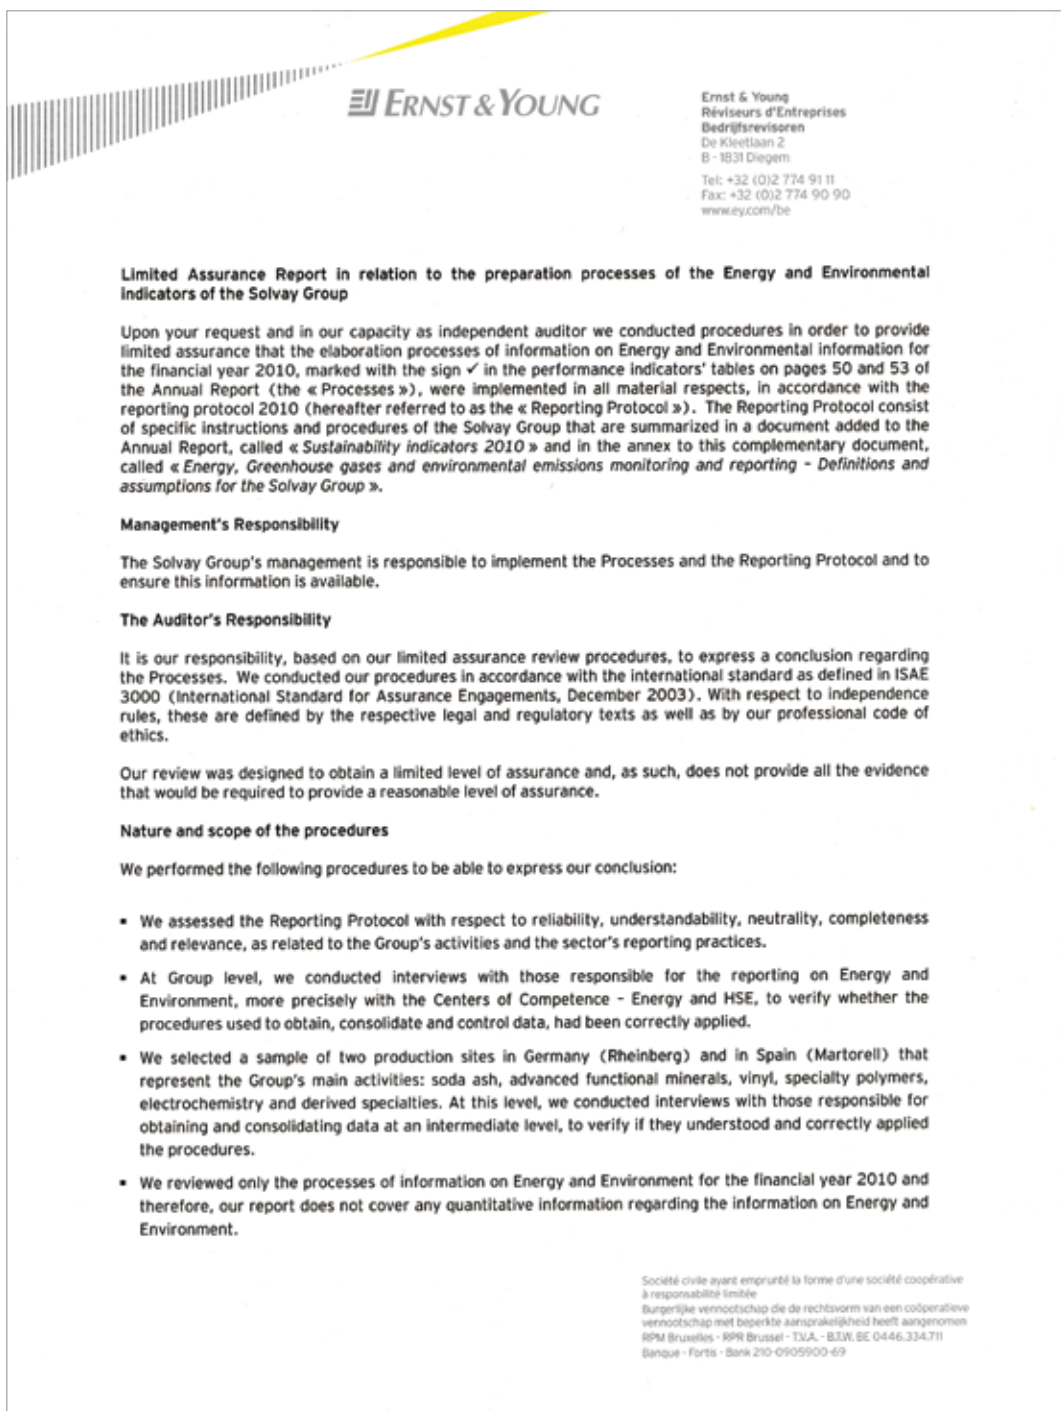 ERNST & YOUNG
Ernst & Young
Réviseurs d'Entreprises
Bedrijfsrevisoren
De Kleetlaan 2
B - 1831 Diegem
Tel: +32 (0)2 774 91 11
Fax: +32 (0)2 774 90 90
www.ey.com/be
Limited Assurance Report in relation to the preparation processes of the Energy and Environmental
indicators of the Solvay Group
Upon your request and in our capacity as independent auditor we conducted procedures in order to provide
limited assurance that the elaboration processes of information on Energy and Environmental information for
the financial year 2010, marked with the sign ✓ in the performance indicators' tables on pages 50 and 53 of
the Annual Report (the « Processes »), were implemented in all material respects, in accordance with the
reporting protocol 2010 (hereafter referred to as the « Reporting Protocol »). The Reporting Protocol consist
of specific instructions and procedures of the Solvay Group that are summarized in a document added to the
Annual Report, called « Sustainability indicators 2010 » and in the annex to this complementary document,
called « Energy, Greenhouse gases and environmental emissions monitoring and reporting - Definitions and
assumptions for the Solvay Group ».
Management's Responsibility
The Solvay Group's management is responsible to implement the Processes and the Reporting Protocol and to
ensure this information is available.
The Auditor's Responsibility
It is our responsibility, based on our limited assurance review procedures, to express a conclusion regarding
the Processes. We conducted our procedures in accordance with the international standard as defined in ISAE
3000 (International Standard for Assurance Engagements, December 2003). With respect to independence
rules, these are defined by the respective legal and regulatory texts as well as by our professional code of
ethics.
Our review was designed to obtain a limited level of assurance and, as such, does not provide all the evidence
that would be required to provide a reasonable level of assurance.
Nature and scope of the procedures
We performed the following procedures to be able to express our conclusion:
▪ We assessed the Reporting Protocol with respect to reliability, understandability, neutrality, completeness
and relevance, as related to the Group's activities and the sector's reporting practices.
▪ At Group level, we conducted interviews with those responsible for the reporting on Energy and
Environment, more precisely with the Centers of Competence - Energy and HSE, to verify whether the
procedures used to obtain, consolidate and control data, had been correctly applied.
▪ We selected a sample of two production sites in Germany (Rheinberg) and in Spain (Martorell) that
represent the Group's main activities: soda ash, advanced functional minerals, vinyl, specialty polymers,
electrochemistry and derived specialties. At this level, we conducted interviews with those responsible for
obtaining and consolidating data at an intermediate level, to verify if they understood and correctly applied
the procedures.
▪ We reviewed only the processes of information on Energy and Environment for the financial year 2010 and
therefore, our report does not cover any quantitative information regarding the information on Energy and
Environment.
Société civile ayant emprunté la forme d'une société coopérative
à responsabilité limitée
Burgerlijke vennootschap die de rechtsvorm van een coöperatieve
vennootschap met beperkte aansprakelijkheid heeft aangenomen
RPM Bruxelles - RPR Brussel - T.V.A. - B.T.W. BE 0446.334.711
Banque - Fortis - Bank 210-0905900-69